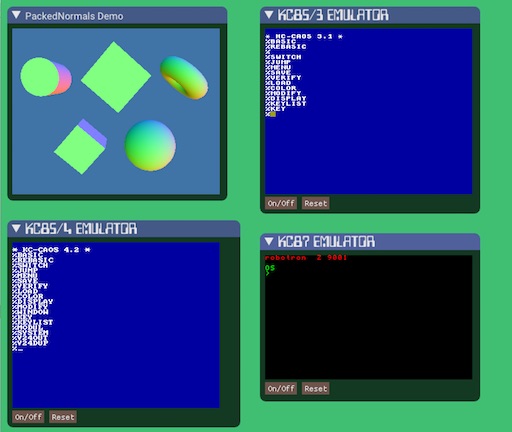 PackedNormals Demo
KC85/3 EMULATOR
* KC-CAOS 3.1 *
%BASIC
%REBASIC
%
%SWITCH
%JUMP
%MENU
%SAVE
%VERIFY
%LOAD
%COLOR
%MODIFY
%DISPLAY
%KEYLIST
%KEY
%
On/Off Reset
KC85/4 EMULATOR
* KC-CAOS 4.2 *
%BASIC
%REBASIC
%SWITCH
%JUMP
%MENU
%SAVE
%VERIFY
%LOAD
%COLOR
%DISPLAY
%MODIFY
%WINDOW
%KEY
%KEYLIST
%MODUL
%SYSTEM
%V24OUT
%V24DUP
%_
On/Off Reset
KC87 EMULATOR
robotron Z 9001
OS
>
On/Off Reset